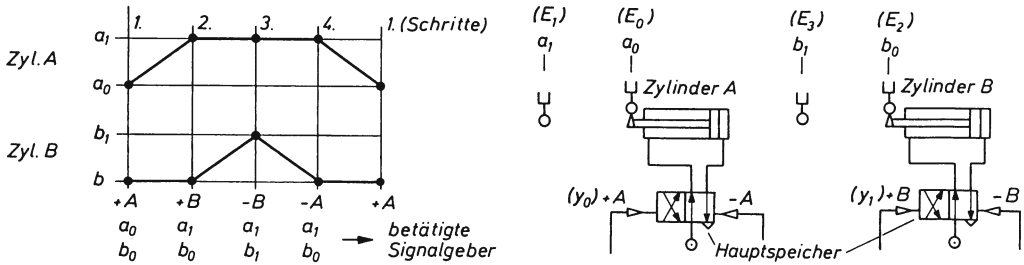 1. 2. 3. 4. 1. (Schritte)
Zyl. A
a₁
a₀
Zyl. B
b₁
b
+A +B -B -A +A
a₀ a₁ a₁ a₁ → betätigte
b₀ b₀ b₁ b₀ Signalgeber
(E₁) (E₀) (E₃) (E₂)
a₁ a₀ b₁ b₀
Zylinder A Zylinder B
(y₀) +A -A (y₁) +B -B
Hauptspeicher